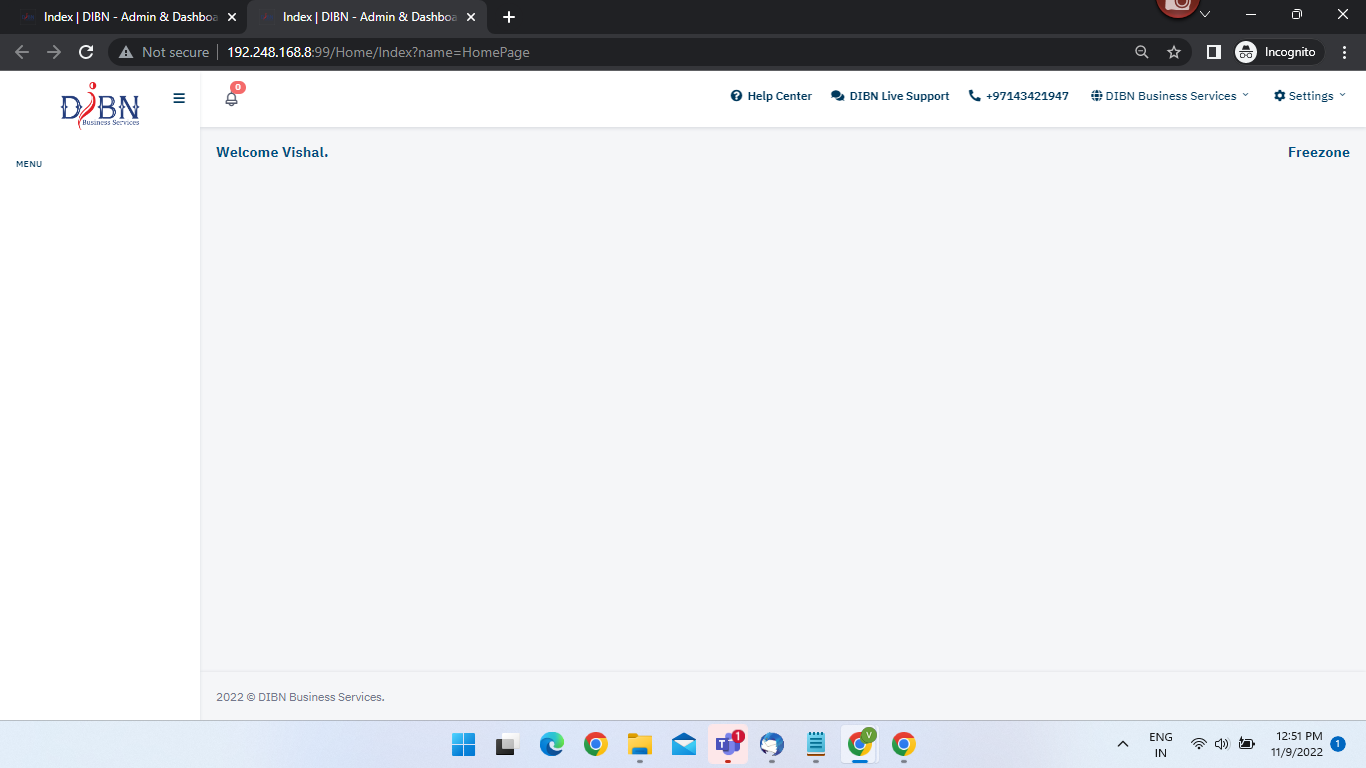 Index | DIBN - Admin & Dashboa
Index | DIBN - Admin & Dashboa
Not secure
192.248.168.8:99/Home/Index?name=HomePage
Incognito
DIBN
Business Services
0
Help Center
DIBN Live Support
+97143421947
DIBN Business Services
Settings
MENU
Welcome Vishal.
Freezone
2022 © DIBN Business Services.
1
V
ENG
IN
12:51 PM
11/9/2022
1